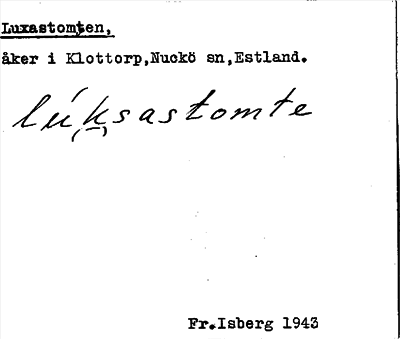 Luxastomten,
åker i Klottorp,Nuckö sn,Estland.
lúksastomte
Fr.Isberg 1943